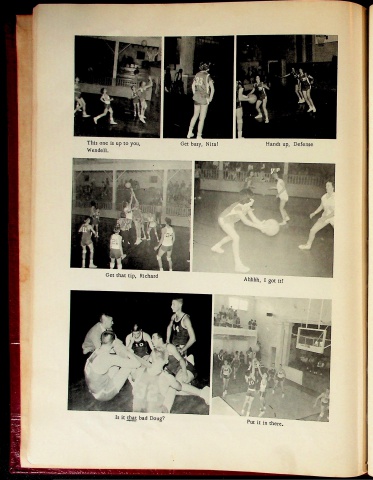 This one is up to you,
Wendell.
Get busy, Nita!
Hands up, Defense
Get that tip, Richard
Ahhhh, I got it!
Is it that bad Doug?
Put it in there.